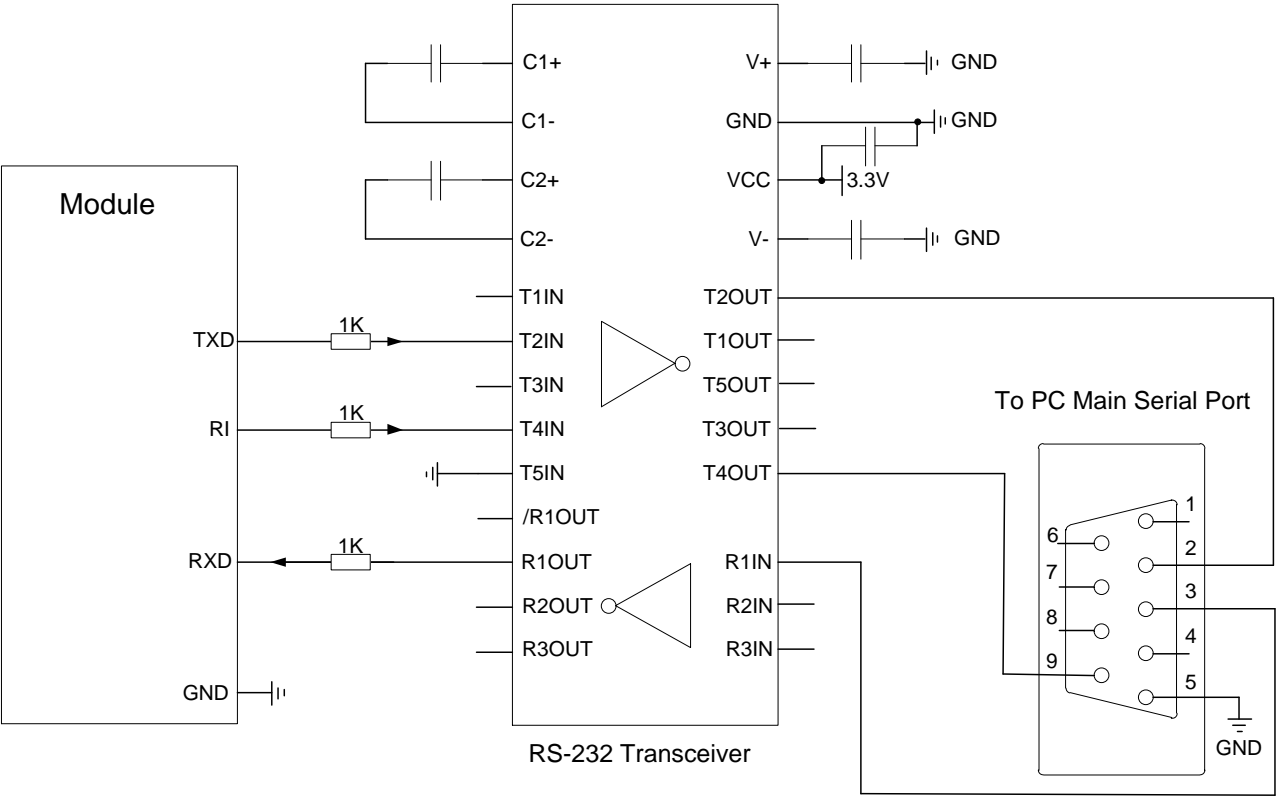 Module
TXD
RI
RXD
GND
1K
1K
1K
C1+
C1-
C2+
C2-
T1IN
T2IN
T3IN
T4IN
T5IN
/R1OUT
R1OUT
R2OUT
R3OUT
V+
GND
VCC
V-
T2OUT
T1OUT
T5OUT
T3OUT
T4OUT
R1IN
R2IN
R3IN
GND
GND
3.3V
GND
RS-232 Transceiver
To PC Main Serial Port
1
6
2
7
3
8
4
9
5
GND